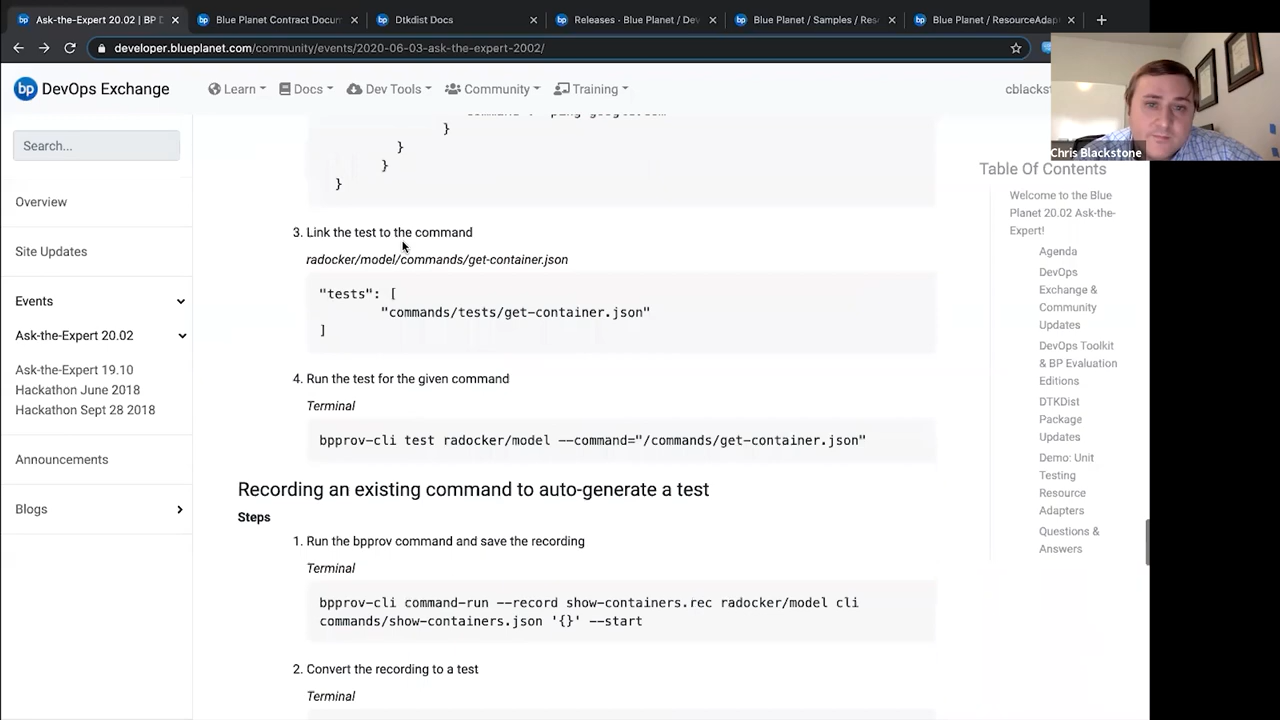 Ask-the-Expert 20.02 | BP D
Blue Planet Contract Docum
Dtkdist Docs
Releases · Blue Planet / Dev
Blue Planet / Samples / Res
Blue Planet / ResourceAdap
developer.blueplanet.com/community/events/2020-06-03-ask-the-expert-2002/
bp DevOps Exchange
Learn
Docs
Dev Tools
Community
Training
cblackst
Chris Blackstone
Search...
Overview
Site Updates
Events
Ask-the-Expert 20.02
Ask-the-Expert 19.10
Hackathon June 2018
Hackathon Sept 28 2018
Announcements
Blogs
}
}
}
}
3. Link the test to the command
radocker/model/commands/get-container.json
"tests": [
"commands/tests/get-container.json"
]
4. Run the test for the given command
Terminal
bpprov-cli test radocker/model --command="/commands/get-container.json"
Recording an existing command to auto-generate a test
Steps
1. Run the bpprov command and save the recording
Terminal
bpprov-cli command-run --record show-containers.rec radocker/model cli
commands/show-containers.json '{}' --start
2. Convert the recording to a test
Terminal
Table Of Contents
Welcome to the Blue
Planet 20.02 Ask-the-
Expert!
Agenda
DevOps
Exchange &
Community
Updates
DevOps Toolkit
& BP Evaluation
Editions
DTKDist
Package
Updates
Demo: Unit
Testing
Resource
Adapters
Questions &
Answers